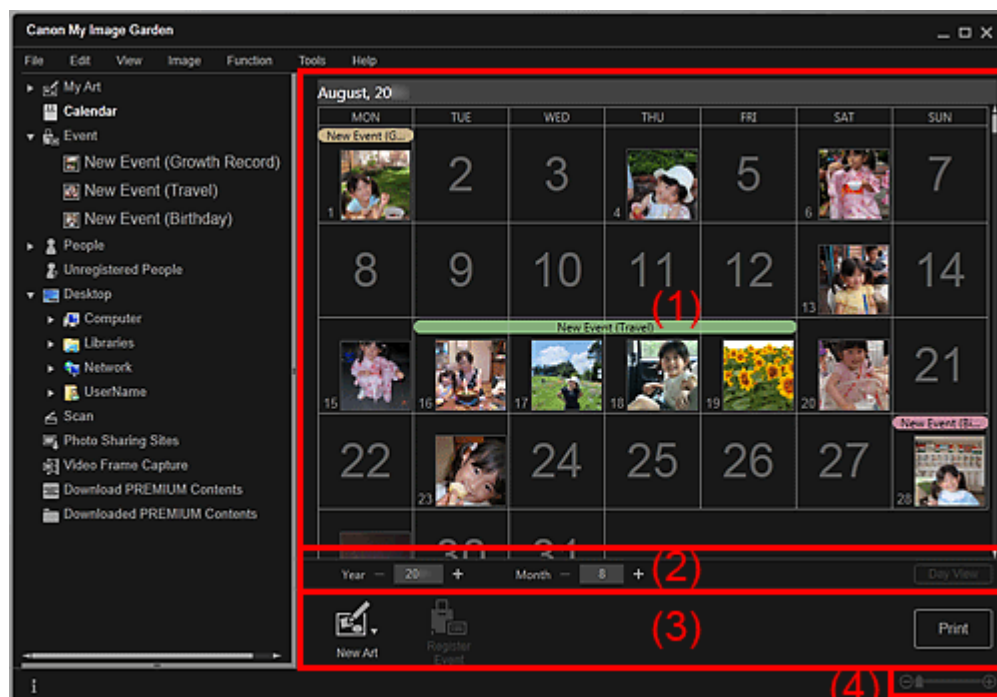 Canon My Image Garden
File Edit View Image Function Tools Help
My Art
Calendar
Event
New Event (Growth Record)
New Event (Travel)
New Event (Birthday)
People
Unregistered People
Desktop
Computer
Libraries
Network
UserName
Scan
Photo Sharing Sites
Video Frame Capture
Download PREMIUM Contents
Downloaded PREMIUM Contents
August, 20
MON TUE WED THU FRI SAT SUN
New Event (G...
1 2 3 4 5 6 7
8 9 10 11 12 13 14
(1)
New Event (Travel)
15 16 17 18 19 20 21
New Event (Bi...
22 23 24 25 26 27 28
30 31
Year − 20 + Month − 8 + (2) Day View
(3)
New Art Register Event Print
(4)